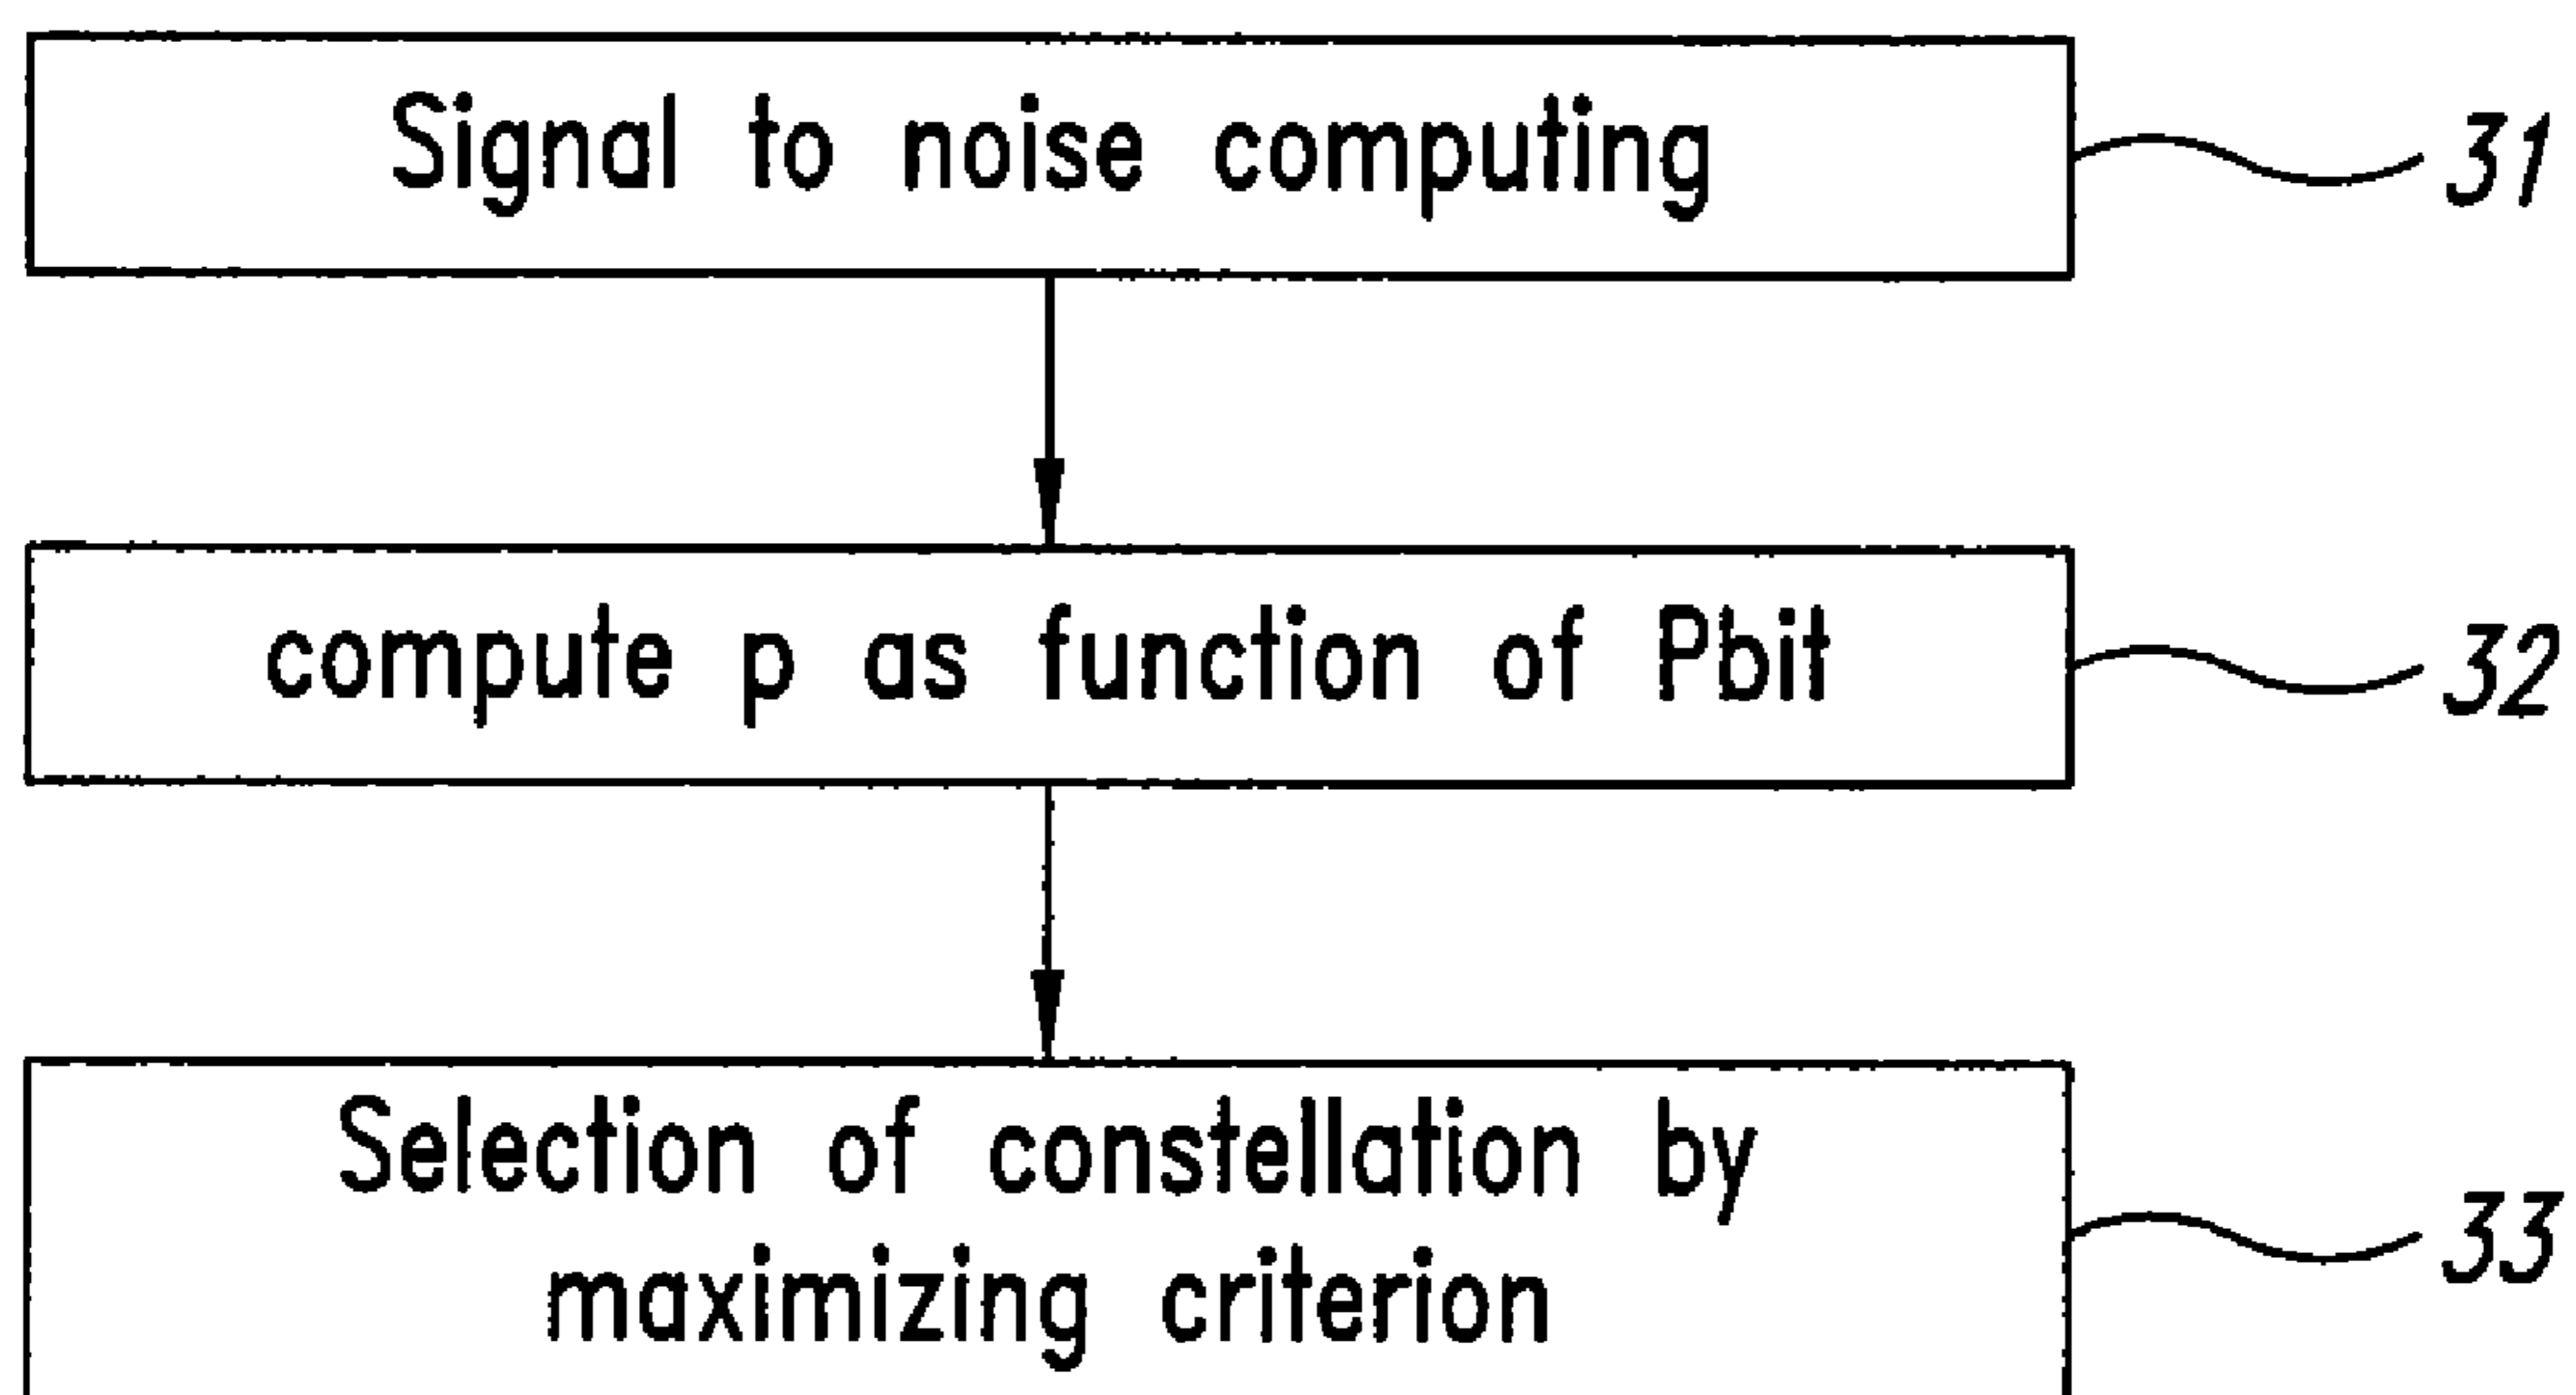 Signal to noise computing
31
compute p as function of Pbit
32
Selection of constellation by
maximizing criterion
33